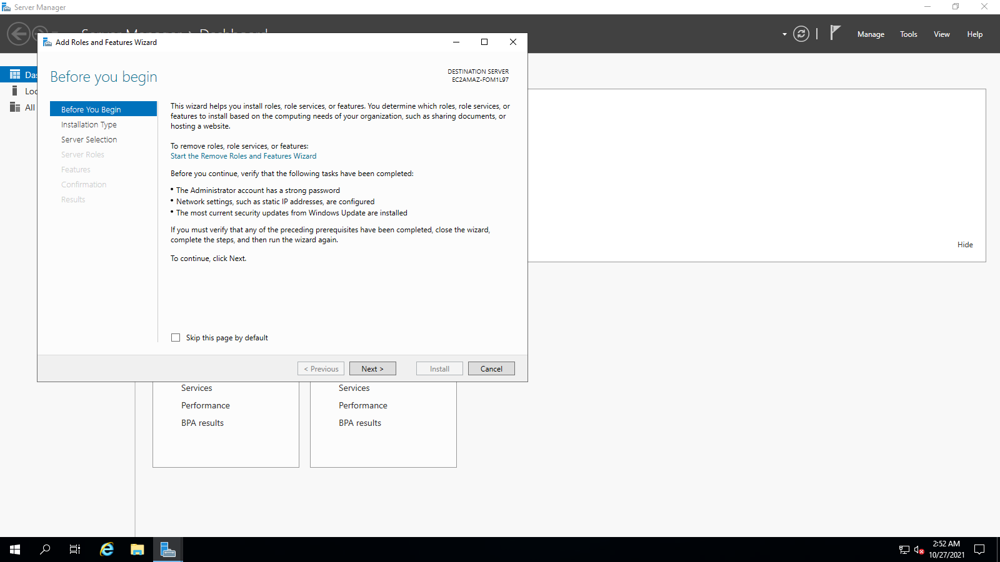 Server Manager
Manage
Tools
View
Help
Add Roles and Features Wizard
Before you begin
DESTINATION SERVER
EC2AMAZ-FOM1L97
Before You Begin
Installation Type
Server Selection
Server Roles
Features
Confirmation
Results
This wizard helps you install roles, role services, or features. You determine which roles, role services, or
features to install based on the computing needs of your organization, such as sharing documents, or
hosting a website.
To remove roles, role services, or features:
Start the Remove Roles and Features Wizard
Before you continue, verify that the following tasks have been completed:
• The Administrator account has a strong password
• Network settings, such as static IP addresses, are configured
• The most current security updates from Windows Update are installed
If you must verify that any of the preceding prerequisites have been completed, close the wizard,
complete the steps, and then run the wizard again.
To continue, click Next.
Skip this page by default
< Previous
Next >
Install
Cancel
All
Hide
Services
Performance
BPA results
Services
Performance
BPA results
2:52 AM
10/27/2021